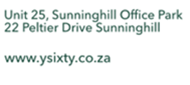 Unit 25, Sunninghill Office Park
22 Peltier Drive Sunninghill
www.ysixty.co.za